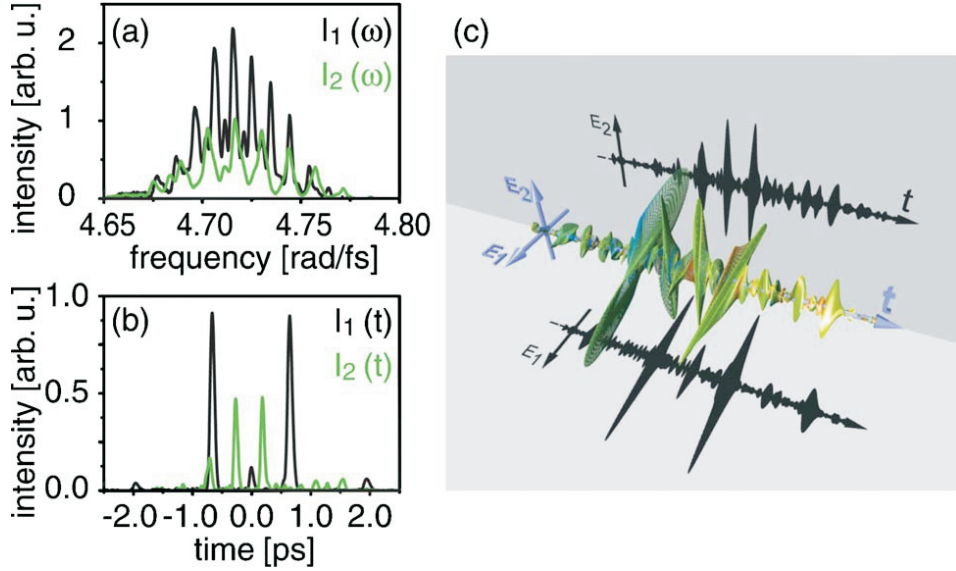 (a)
I₁ (ω)
I₂ (ω)
intensity [arb. u.]
2
1
0
4.65 4.70 4.75 4.80
frequency [rad/fs]
(b)
I₁ (t)
I₂ (t)
intensity [arb. u.]
1.0
0.5
0.0
-2.0 -1.0 0.0 1.0 2.0
time [ps]
(c)
E₂
t
E₂
E₁
t
E₁